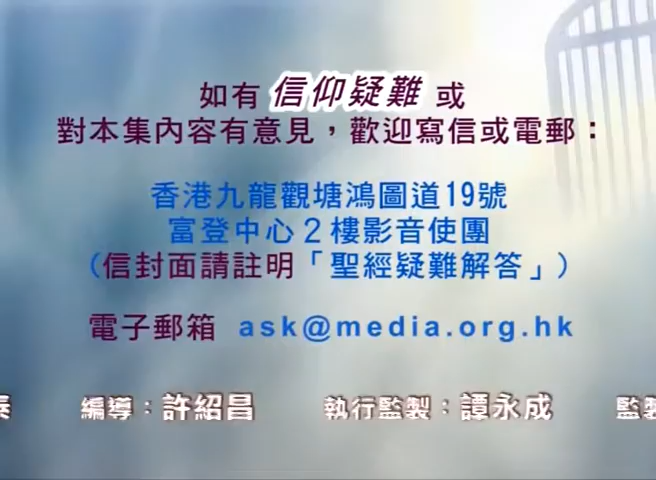 如有 信仰疑難 或
對本集內容有意見，歡迎寫信或電郵：
香港九龍觀塘鴻圖道19號
富登中心2樓影音使團
(信封面請註明「聖經疑難解答」)
電子郵箱 ask@media.org.hk
編導：許紹昌 執行監製：譚永成 監製